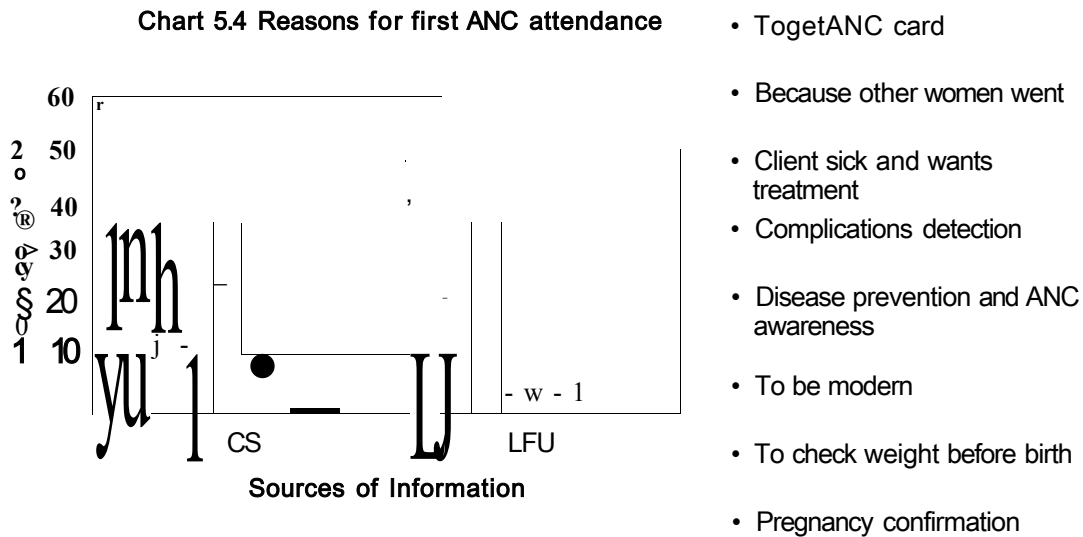 Chart 5.4 Reasons for first ANC attendance
60
50
40
30
20
10
CS
LFU
- w - 1
Sources of Information
• TogetANC card
• Because other women went
• Client sick and wants
treatment
• Complications detection
• Disease prevention and ANC
awareness
• To be modern
• To check weight before birth
• Pregnancy confirmation